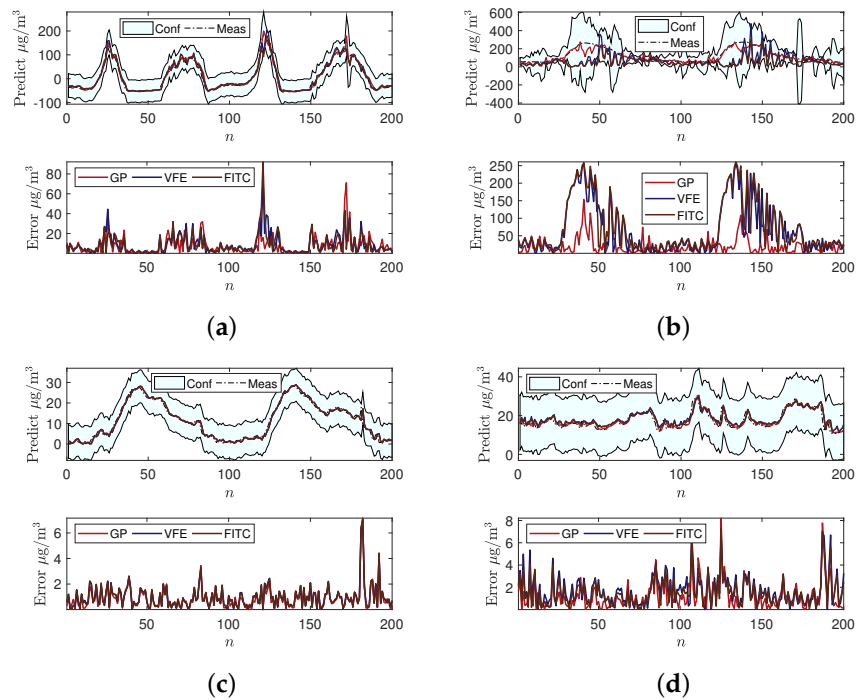 Predict μg/m³
200
100
0
-100
Conf
Meas
0
50
100
150
200
n
Error μg/m³
80
60
40
20
GP
VFE
FITC
50
100
150
200
n
(a)
Predict μg/m³
600
400
200
0
-200
-400
Conf
Meas
0
50
100
150
200
n
Error μg/m³
250
200
150
100
50
GP
VFE
FITC
50
100
150
200
n
(b)
Predict μg/m³
30
20
10
0
Conf
Meas
0
50
100
150
200
n
Error μg/m³
6
4
2
GP
VFE
FITC
50
100
150
200
n
(c)
Predict μg/m³
40
20
0
Conf
Meas
0
50
100
150
200
n
Error μg/m³
8
6
4
2
GP
VFE
FITC
50
100
150
200
n
(d)